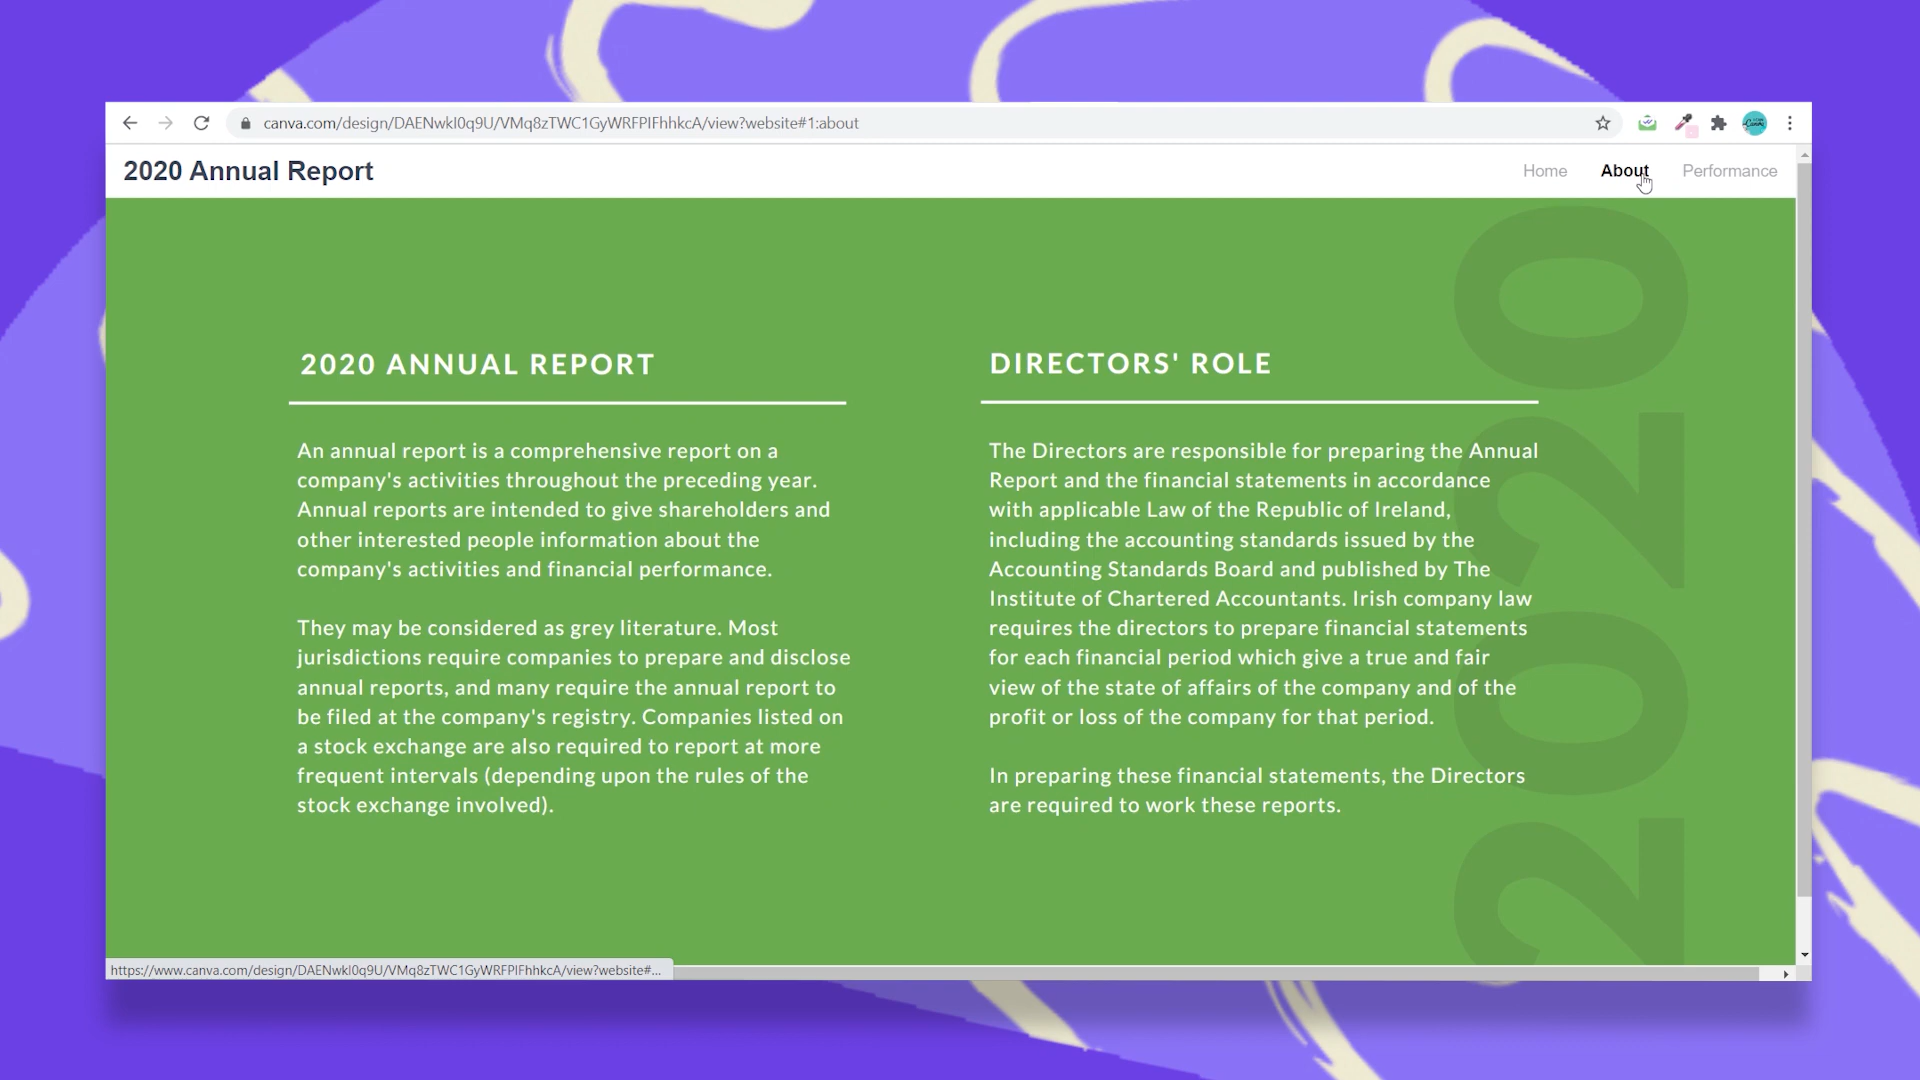 canva.com/design/DAENwkI0q9U/VMq8zTWC1GyWRFPIFhhkcA/view?website#1:about
2020 Annual Report
Home About Performance
2020 ANNUAL REPORT
An annual report is a comprehensive report on a
company's activities throughout the preceding year.
Annual reports are intended to give shareholders and
other interested people information about the
company's activities and financial performance.
They may be considered as grey literature. Most
jurisdictions require companies to prepare and disclose
annual reports, and many require the annual report to
be filed at the company's registry. Companies listed on
a stock exchange are also required to report at more
frequent intervals (depending upon the rules of the
stock exchange involved).
DIRECTORS' ROLE
The Directors are responsible for preparing the Annual
Report and the financial statements in accordance
with applicable Law of the Republic of Ireland,
including the accounting standards issued by the
Accounting Standards Board and published by The
Institute of Chartered Accountants. Irish company law
requires the directors to prepare financial statements
for each financial period which give a true and fair
view of the state of affairs of the company and of the
profit or loss of the company for that period.
In preparing these financial statements, the Directors
are required to work these reports.
2020
https://www.canva.com/design/DAENwkI0q9U/VMq8zTWC1GyWRFPIFhhkcA/view?website#...